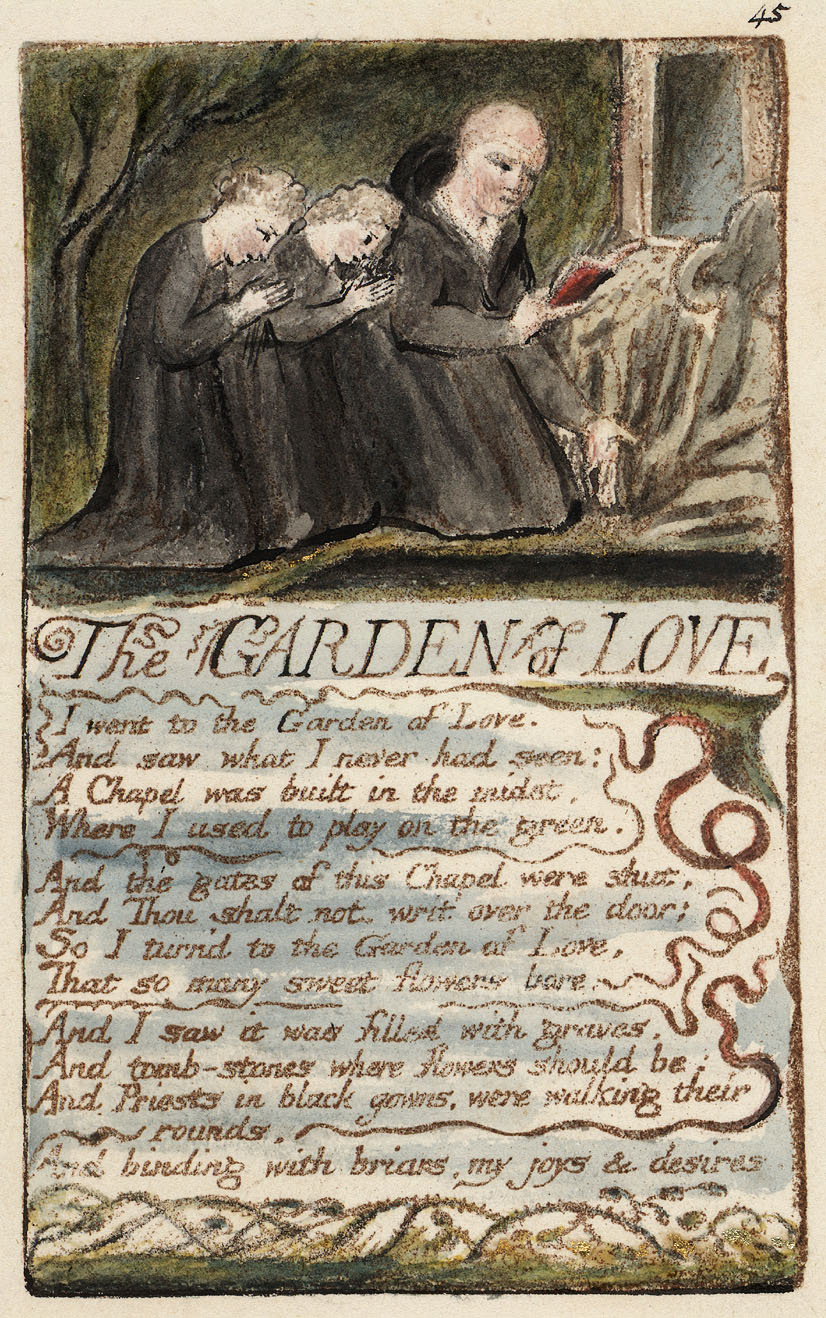 45
The GARDEN of LOVE
I went to the Garden of Love.
And saw what I never had seen:
A Chapel was built in the midst,
Where I used to play on the green.
And the gates of this Chapel were shut,
And Thou shalt not. writ over the door;
So I turn'd to the Garden of Love,
That so many sweet flowers bore.
And I saw it was filled with graves,
And tomb-stones where flowers should be:
And Priests in black gowns, were walking their
rounds,
And binding with briars, my joys & desires